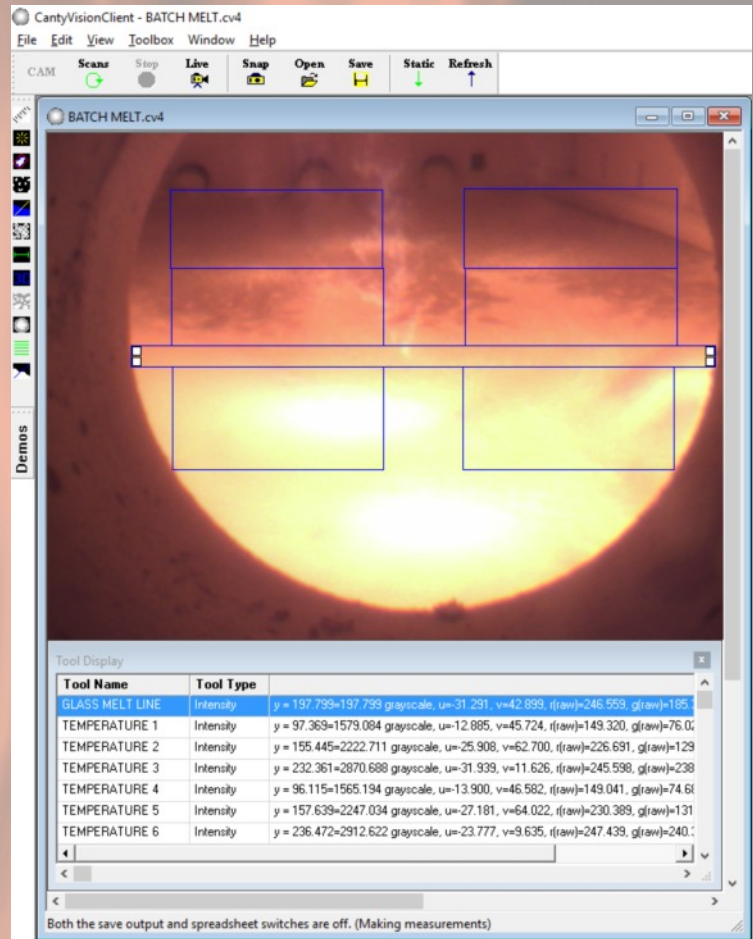 CantyVisionClient - BATCH MELT.cv4
File Edit View Toolbox Window Help
CAM Scans Stop Live Snap Open Save Static Refresh
BATCH MELT.cv4
Demos
Tool Display
Tool Name Tool Type
GLASS MELT LINE Intensity y = 197.799=197.799 grayscale, u=-31.291, v=42.899, r(raw)=246.559, g(raw)=185.
TEMPERATURE 1 Intensity y = 97.369=1579.084 grayscale, u=-12.885, v=45.724, r(raw)=149.320, g(raw)=76.02
TEMPERATURE 2 Intensity y = 155.445=2222.711 grayscale, u=-25.908, v=62.700, r(raw)=226.691, g(raw)=129
TEMPERATURE 3 Intensity y = 232.361=2870.688 grayscale, u=-31.939, v=11.626, r(raw)=245.598, g(raw)=238
TEMPERATURE 4 Intensity y = 96.115=1565.194 grayscale, u=-13.900, v=46.582, r(raw)=149.041, g(raw)=74.68
TEMPERATURE 5 Intensity y = 157.639=2247.034 grayscale, u=-27.181, v=64.022, r(raw)=230.389, g(raw)=131
TEMPERATURE 6 Intensity y = 236.472=2912.622 grayscale, u=-23.777, v=9.635, r(raw)=247.439, g(raw)=240.
Both the save output and spreadsheet switches are off. (Making measurements)